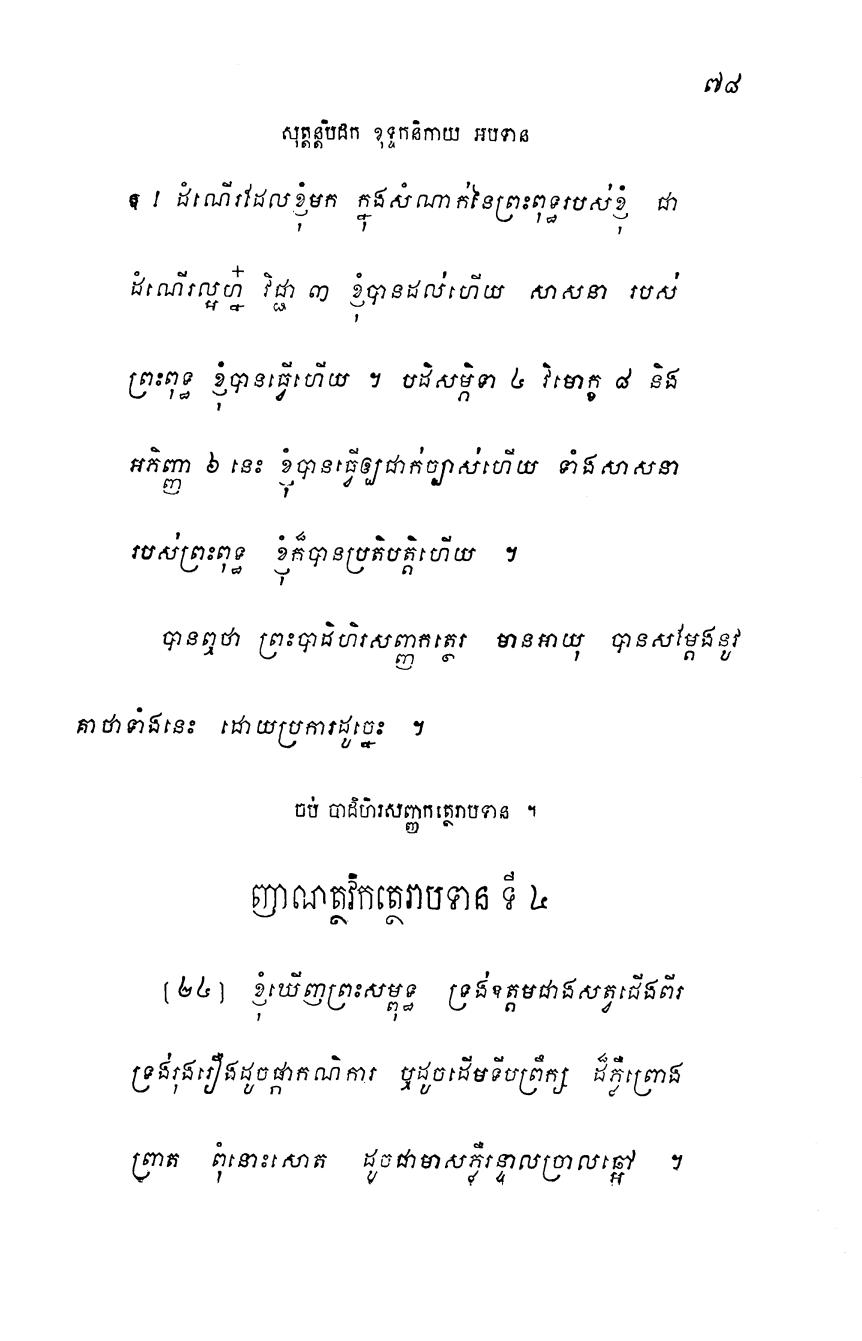 ៧៨
សុត្តន្តបិដក ខុទ្ទកនិកាយ អបទាន
ៗ ។ ដំណើរដែលខ្ញុំមក ក្នុងសំណាក់នៃព្រះពុទ្ធរបស់ខ្ញុំ ជា
ដំណើរល្អហ្ន៎ វិជ្ជា ៣ ខ្ញុំបានដល់ហើយ សាសនា របស់
ព្រះពុទ្ធ ខ្ញុំបានធ្វើហើយ ។ បដិសម្ភិទា ៤ វិមោក្ខ ៨ និង
អភិញ្ញា ៦ នេះ ខ្ញុំបានធ្វើឲ្យជាក់ច្បាស់ហើយ ទាំងសាសនា
របស់ព្រះពុទ្ធ ខ្ញុំក៏បានប្រតិបត្តិហើយ ។
បានឮថា ព្រះបាដិហិរសញ្ញកត្ថេរ មានអាយុ បានសម្ដែងនូវ
គាថាទាំងនេះ ដោយប្រការដូច្នេះ ។
ចប់ បាដិហិរសញ្ញកត្ថេរាបទាន ។
ញាណត្ថវិកត្ថេរាបទាន ទី ៤
[២៤] ខ្ញុំឃើញព្រះសម្ពុទ្ធ ទ្រង់ឧត្តមជាងសត្វជើងពីរ
ទ្រង់រុងរឿងដូចផ្កាកណិការ ឬដូចដើមទីបព្រឹក្ស ដ៏ភ្លឺព្រោង
ព្រាត ពុំនោះសោត ដូចជាមាសភ្លឺរន្ទាលច្រាលឆ្អៅ ។